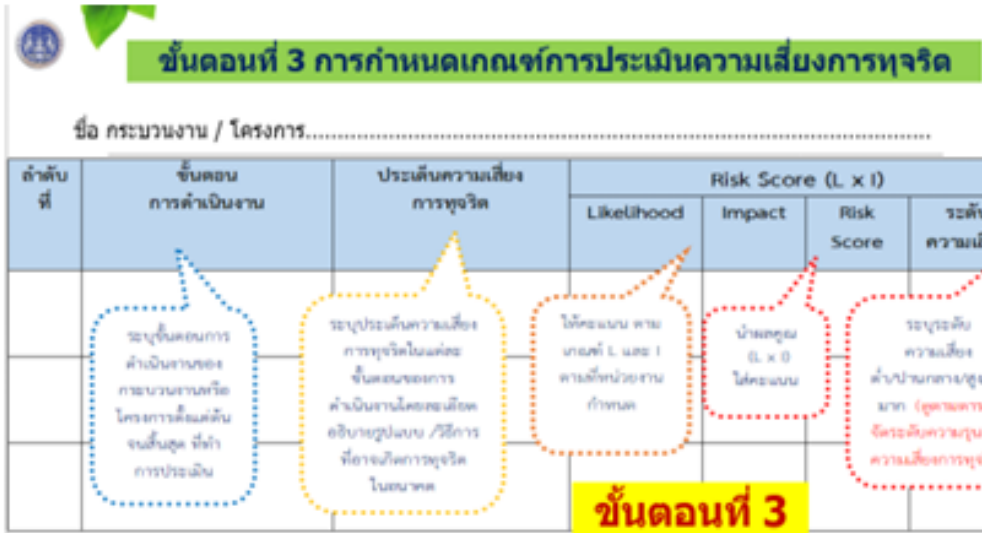 ขั้นตอนที่ 3 การกำหนดเกณฑ์การประเมินความเสี่ยงการทุจริต
ชื่อ กระบวนงาน / โครงการ..........................................................................................
ลำดับ
ที่
ขั้นตอน
การดำเนินงาน
ประเด็นความเสี่ยง
การทุจริต
Risk Score (L x I)
Likelihood
Impact
Risk
Score
ระดับ
ระบุขั้นตอนการ
ดำเนินงานของ
กระบวนงานหรือ
โครงการตั้งแต่ต้น
จนสิ้นสุด ที่ทำ
การประเมิน
ระบุประเด็นความเสี่ยง
การทุจริตในแต่ละ
ขั้นตอนของการ
ดำเนินงานโดยละเอียด
อธิบายรูปแบบ /วิธีการ
ที่อาจเกิดการทุจริต
ในอนาคต
ให้คะแนน ตาม
เกณฑ์ L และ I
ตามที่หน่วยงาน
กำหนด
นำผลคูณ
(L x I)
ใส่คะแนน
ระบุระดับ
ความเสี่ยง
ต่ำ/ปานกลาง/สูง
มาก
ขั้นตอนที่ 3